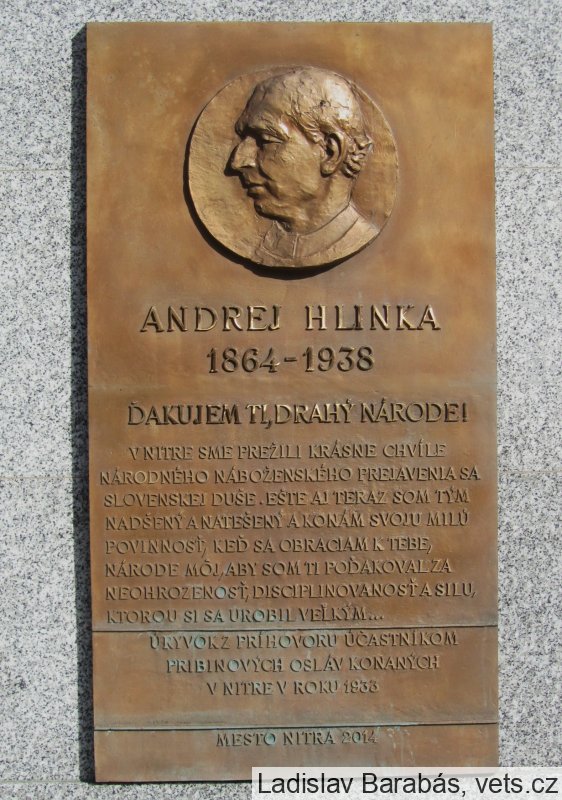 ANDREJ HLINKA
1864-1938
ĎAKUJEM TI, DRAHÝ NÁRODE!
V NITRE SME PREŽILI KRÁSNE CHVÍLE
NÁRODNÉHO NÁBOŽENSKÉHO PREJAVENIA SA
SLOVENSKEJ DUŠE. EŠTE AJ TERAZ SOM TÝM
NADŠENÝ A NATEŠENÝ A KONÁM SVOJU MILÚ
POVINNOSŤ, KEĎ SA OBRACIAM K TEBE,
NÁRODE MÔJ, ABY SOM TI POĎAKOVAL ZA
NEOHROZENOSŤ, DISCIPLINOVANOSŤ A SILU,
KTOROU SI SA UROBIL VEĽKÝM...
ÚRYVOK Z PRÍHOVORU ÚČASTNÍKOM
PRIBINOVÝCH OSLÁV KONANÝCH
V NITRE V ROKU 1933
MESTO NITRA 2014
Ladislav Barabás, vets.cz